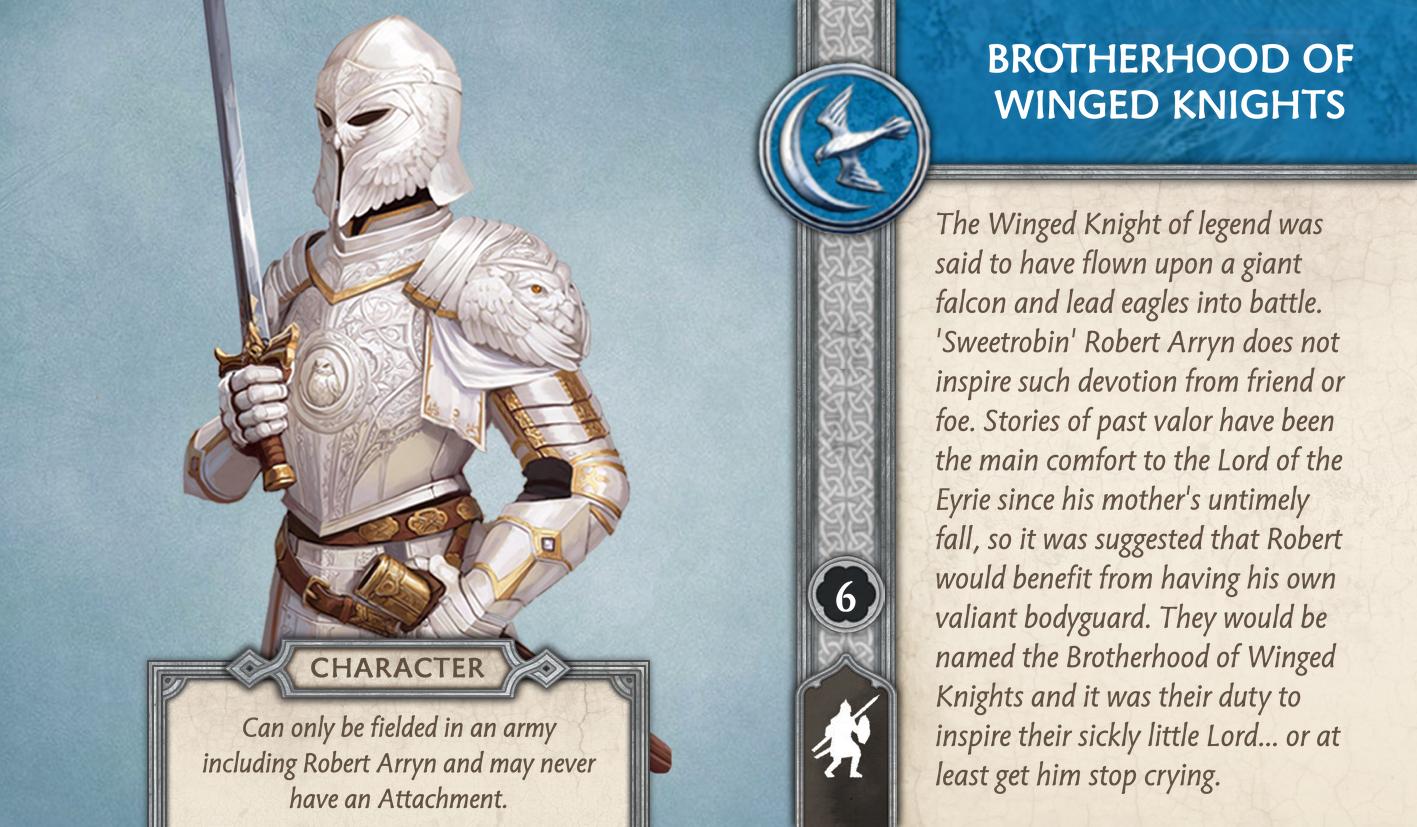 BROTHERHOOD OF
WINGED KNIGHTS
The Winged Knight of legend was
said to have flown upon a giant
falcon and lead eagles into battle.
'Sweetrobin' Robert Arryn does not
inspire such devotion from friend or
foe. Stories of past valor have been
the main comfort to the Lord of the
Eyrie since his mother's untimely
fall, so it was suggested that Robert
would benefit from having his own
valiant bodyguard. They would be
named the Brotherhood of Winged
Knights and it was their duty to
inspire their sickly little Lord... or at
least get him stop crying.
6
CHARACTER
Can only be fielded in an army
including Robert Arryn and may never
have an Attachment.